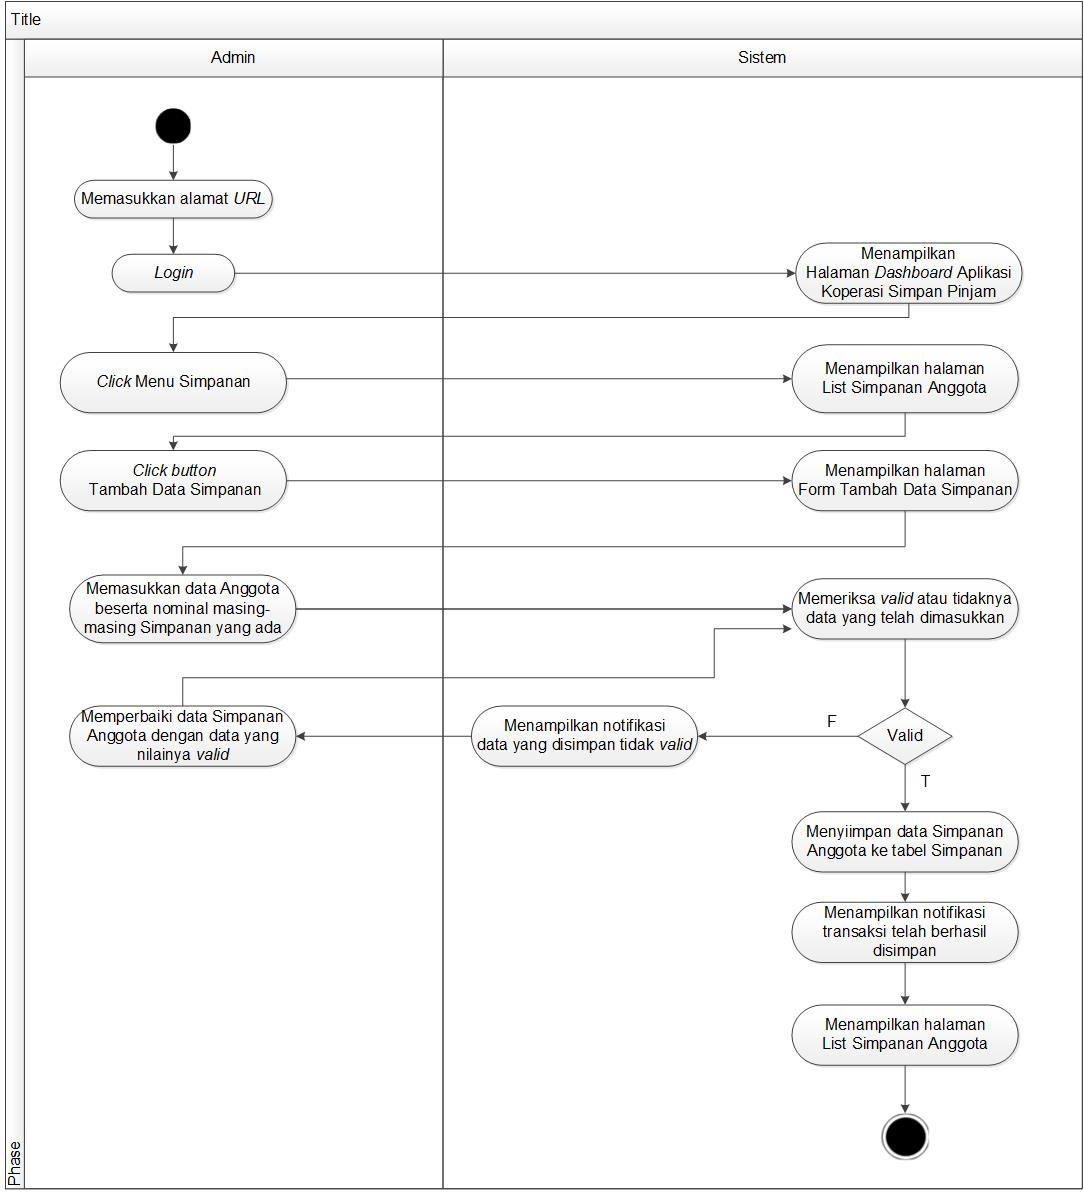 Title
Admin
Sistem
Memasukkan alamat URL
Login
Menampilkan
Halaman Dashboard Aplikasi
Koperasi Simpan Pinjam
Click Menu Simpanan
Menampilkan halaman
List Simpanan Anggota
Click button
Tambah Data Simpanan
Menampilkan halaman
Form Tambah Data Simpanan
Memasukkan data Anggota
beserta nominal masing-
masing Simpanan yang ada
Memeriksa valid atau tidaknya
data yang telah dimasukkan
Valid
F
Menampilkan notifikasi
data yang disimpan tidak valid
Memperbaiki data Simpanan
Anggota dengan data yang
nilainya valid
T
Menyiimpan data Simpanan
Anggota ke tabel Simpanan
Menampilkan notifikasi
transaksi telah berhasil
disimpan
Menampilkan halaman
List Simpanan Anggota
Phase